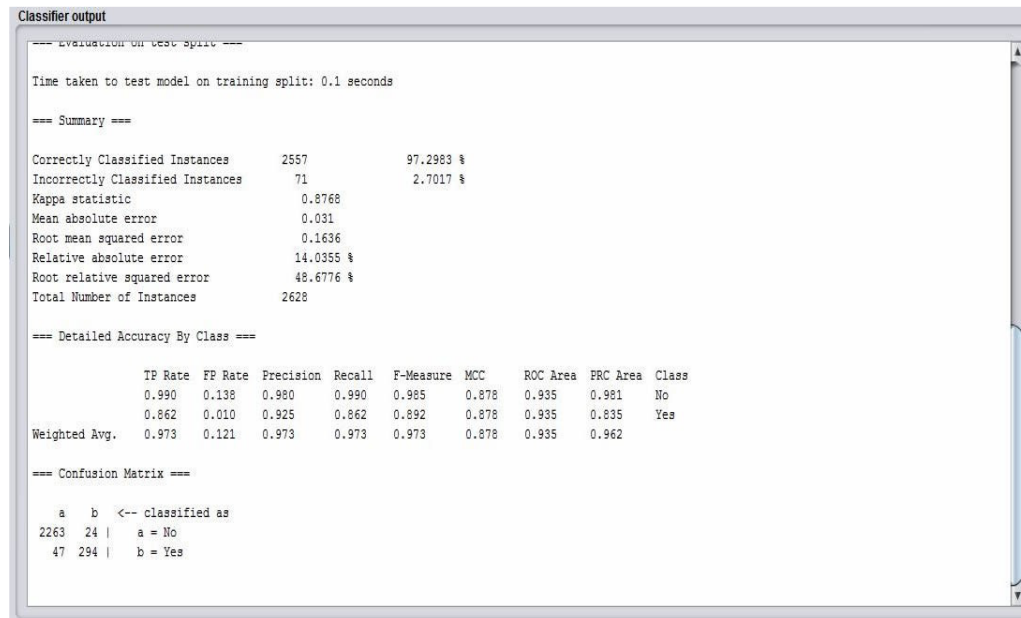 Classifier output
=== Evaluation on test split ===
Time taken to test model on training split: 0.1 seconds
=== Summary ===
Correctly Classified Instances 2557 97.2983 %
Incorrectly Classified Instances 71 2.7017 %
Kappa statistic 0.8768
Mean absolute error 0.031
Root mean squared error 0.1636
Relative absolute error 14.0355 %
Root relative squared error 48.6776 %
Total Number of Instances 2628
=== Detailed Accuracy By Class ===
TP Rate FP Rate Precision Recall F-Measure MCC ROC Area PRC Area Class
0.990 0.138 0.980 0.990 0.985 0.878 0.935 0.981 No
0.862 0.010 0.925 0.862 0.892 0.878 0.935 0.835 Yes
Weighted Avg. 0.973 0.121 0.973 0.973 0.973 0.878 0.935 0.962
=== Confusion Matrix ===
a b <-- classified as
2263 24 | a = No
47 294 | b = Yes